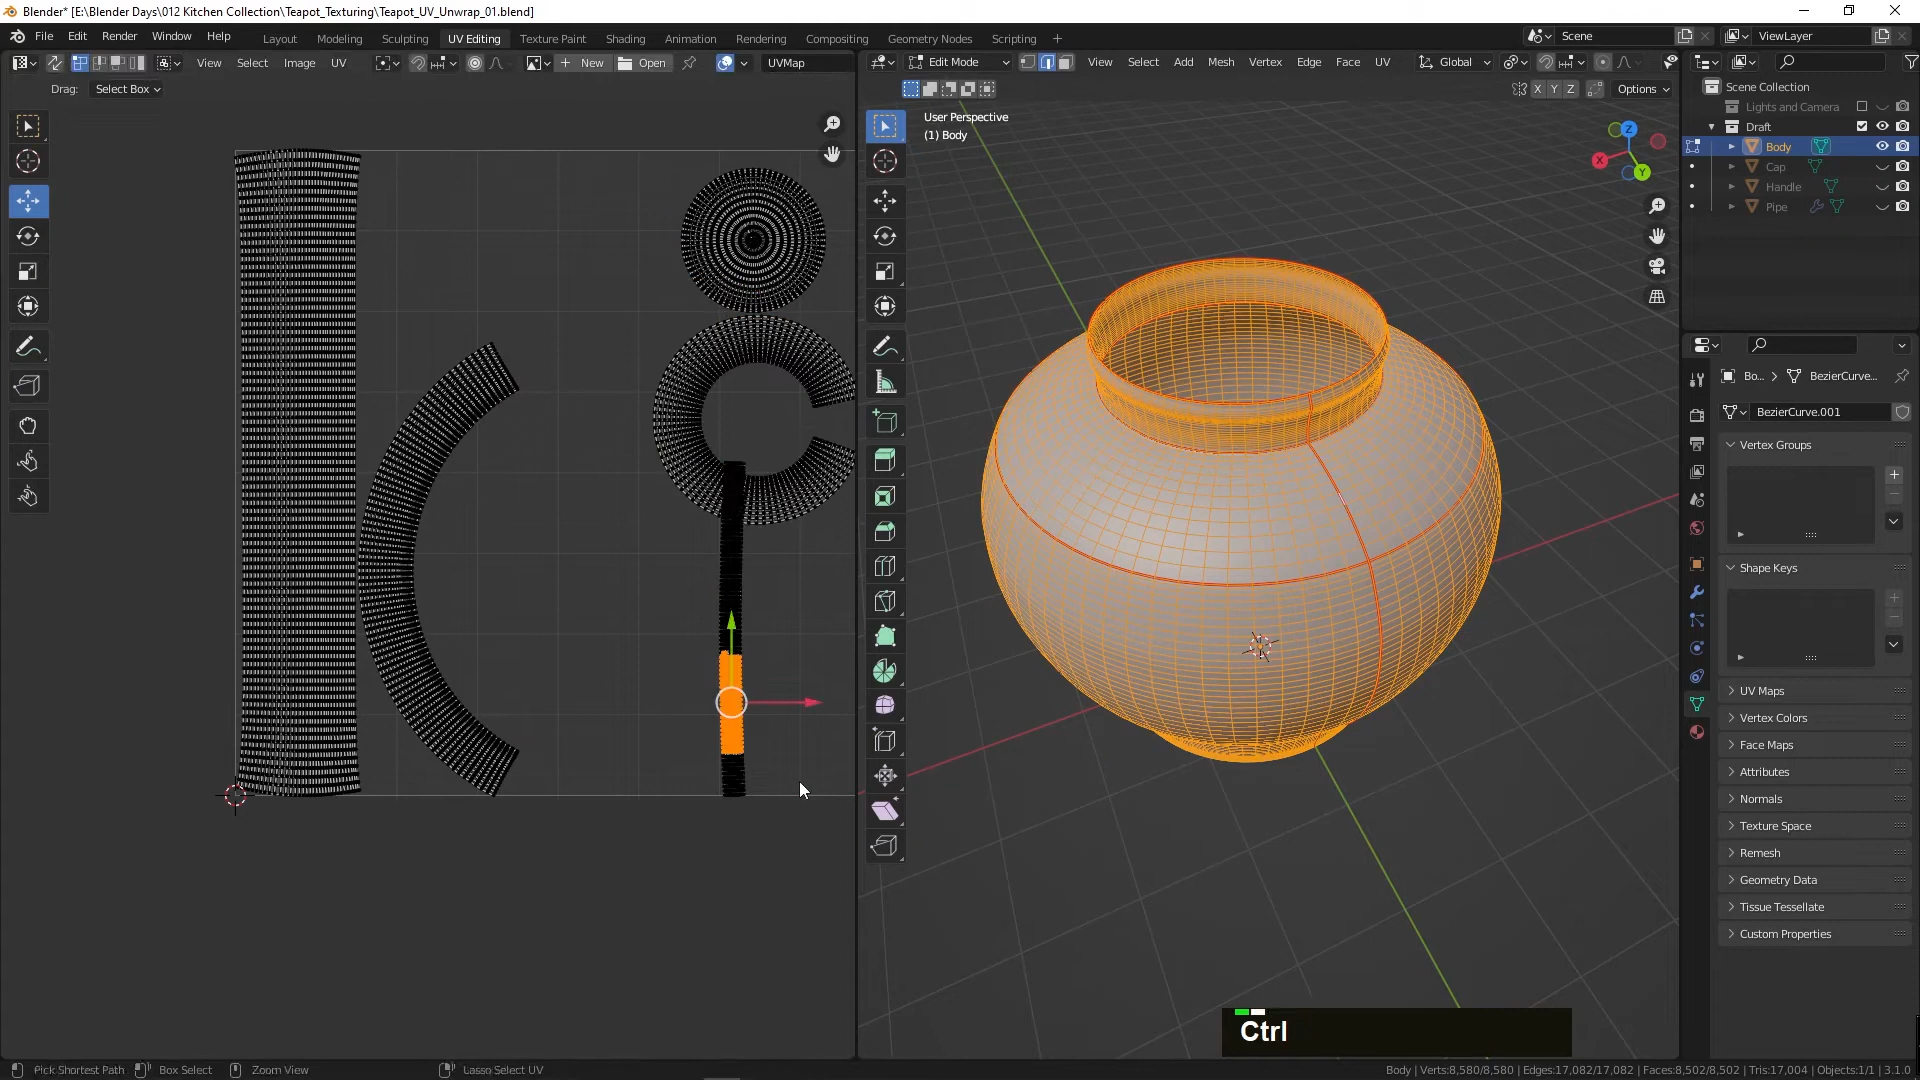 Blender* [E:\Blender Days\012 Kitchen Collection\Teapot_Texturing\Teapot_UV_Unwrap_01.blend]
File Edit Render Window Help Layout Modeling Sculpting UV Editing Texture Paint Shading Animation Rendering Compositing Geometry Nodes Scripting + Scene ViewLayer
View Select Image UV New Open UVMap Edit Mode View Select Add Mesh Vertex Edge Face UV Global
Drag: Select Box X Y Z Options
Scene Collection
Lights and Camera
Draft
Body
Cap
Handle
Pipe
User Perspective
(1) Body
Z
X
Y
Bo... > BezierCurve...
BezierCurve.001
Vertex Groups
Shape Keys
UV Maps
Vertex Colors
Face Maps
Attributes
Normals
Texture Space
Remesh
Geometry Data
Tissue Tessellate
Custom Properties
Ctrl
Pick Shortest Path Box Select Zoom View Lasso Select UV Body | Verts:8,580/8,580 | Edges:17,082/17,082 | Faces:8,502/8,502 | Tris:17,004 | Objects:1/1 | 3.1.0